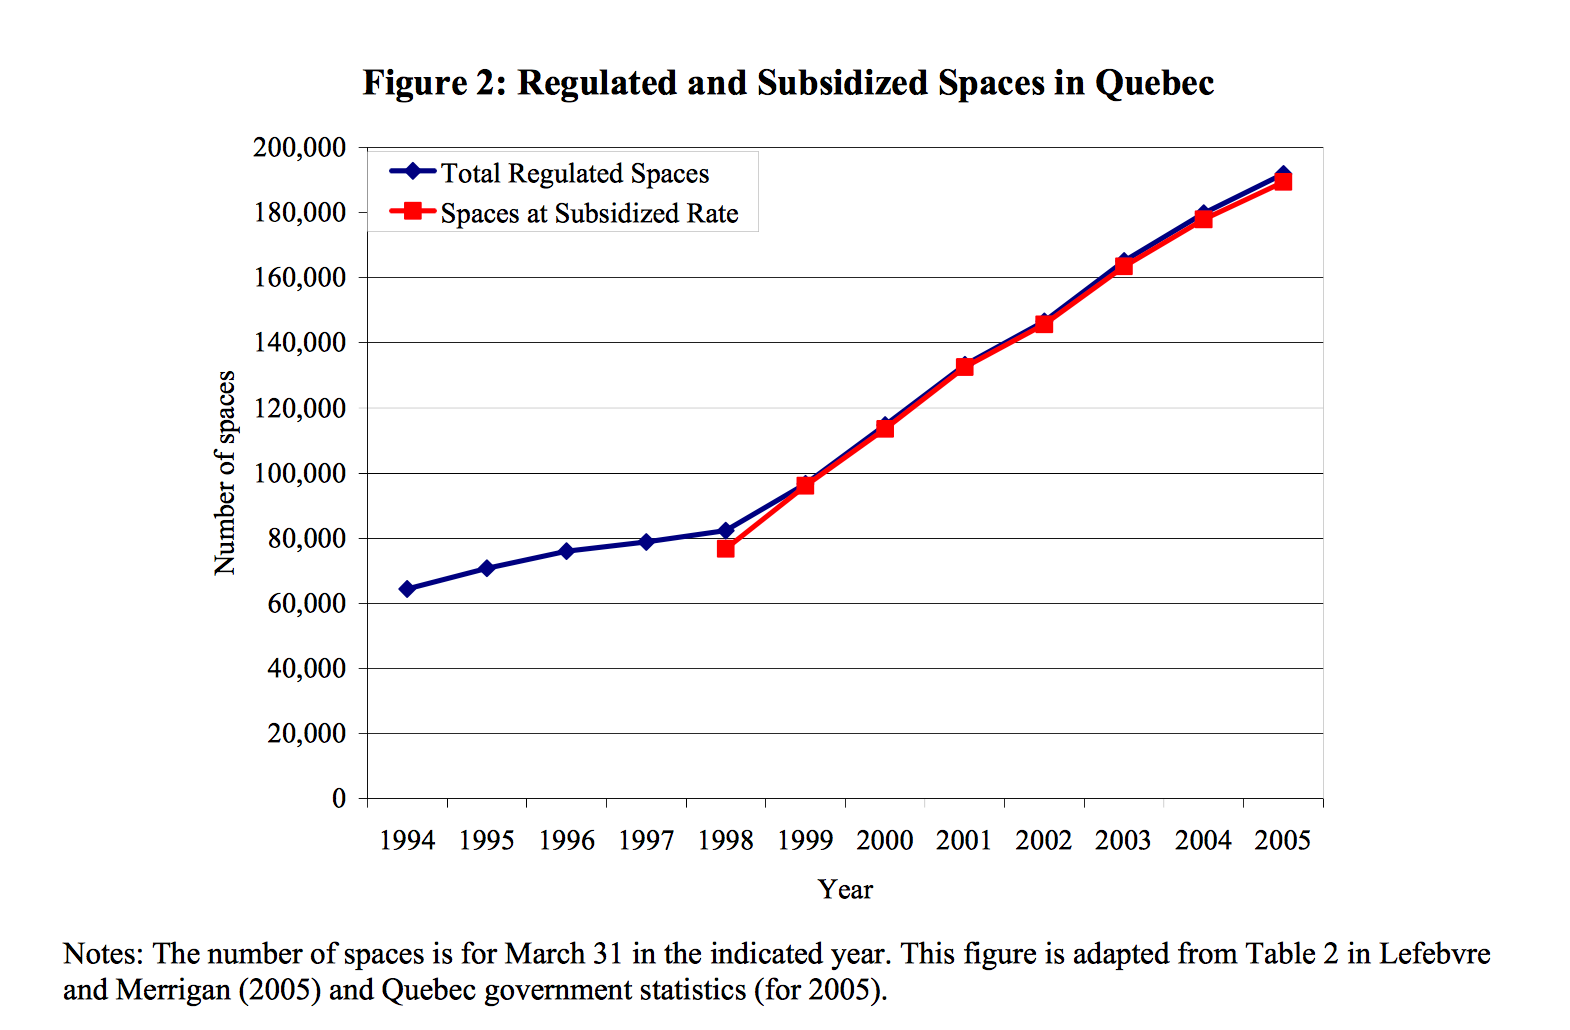 Figure 2: Regulated and Subsidized Spaces in Quebec
200,000
180,000
160,000
140,000
120,000
100,000
80,000
60,000
40,000
20,000
0
Number of spaces
Total Regulated Spaces
Spaces at Subsidized Rate
1994 1995 1996 1997 1998 1999 2000 2001 2002 2003 2004 2005
Year
Notes: The number of spaces is for March 31 in the indicated year. This figure is adapted from Table 2 in Lefebvre
and Merrigan (2005) and Quebec government statistics (for 2005).